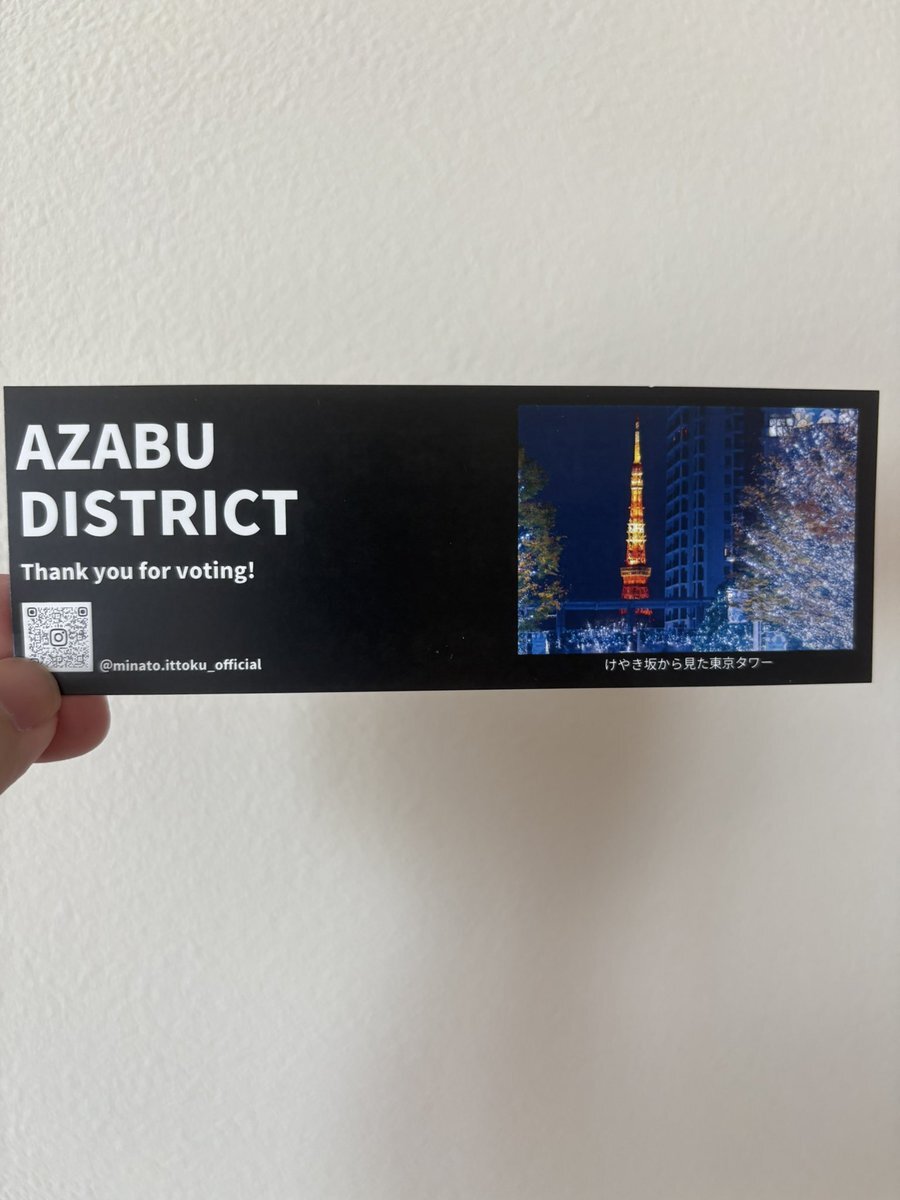 AZABU
DISTRICT
Thank you for voting!
@minato.ittoku_official
けやき坂から見た東京タワー